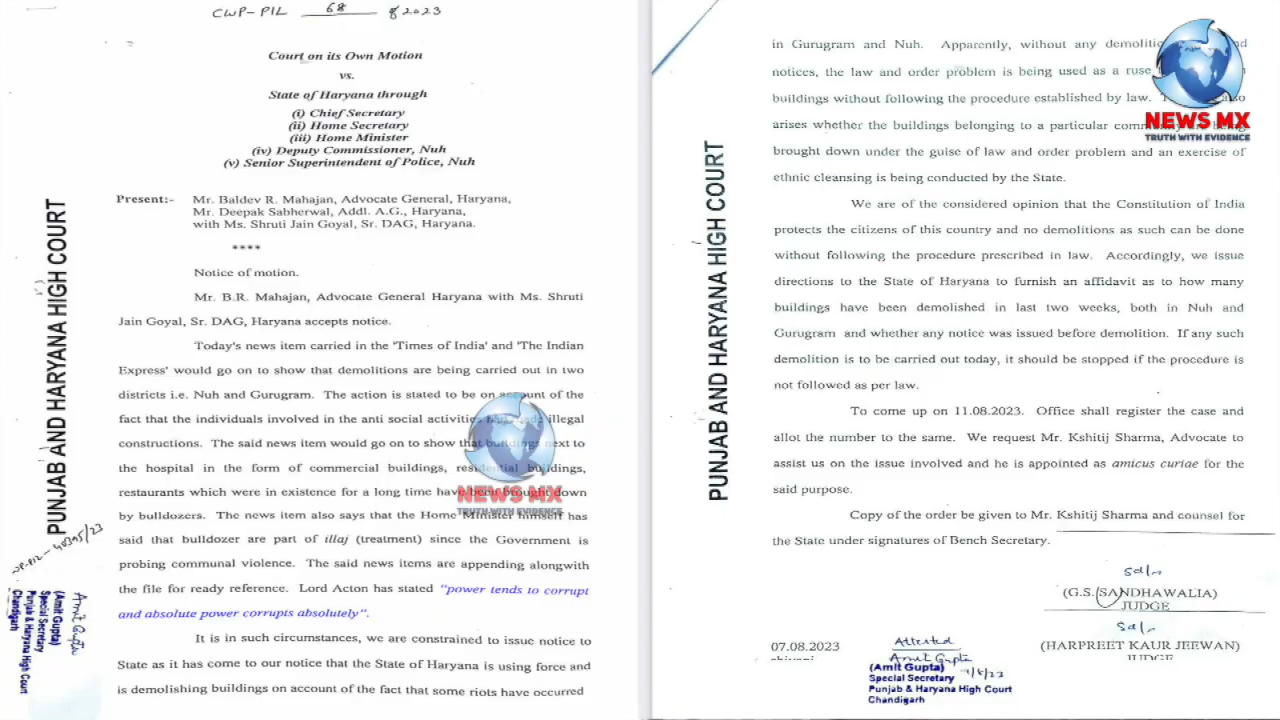 CWP-PIL 68 of 2023
Court on its Own Motion
vs.
State of Haryana through
(i) Chief Secretary
(ii) Home Secretary
(iii) Home Minister
(iv) Deputy Commissioner, Nuh
(v) Senior Superintendent of Police, Nuh
Present:- Mr. Baldev R. Mahajan, Advocate General, Haryana,
Mr. Deepak Sabherwal, Addl. A.G., Haryana,
with Ms. Shruti Jain Goyal, Sr. DAG, Haryana.
****
Notice of motion.
Mr. B.R. Mahajan, Advocate General Haryana with Ms. Shruti
Jain Goyal, Sr. DAG, Haryana accepts notice.
Today's news item carried in the 'Times of India' and 'The Indian
Express' would go on to show that demolitions are being carried out in two
districts i.e. Nuh and Gurugram. The action is stated to be on account of the
fact that the individuals involved in the anti social activities illegal
constructions. The said news item would go on to show that buildings next to
the hospital in the form of commercial buildings, residential buildings,
restaurants which were in existence for a long time have been brought down
by bulldozers. The news item also says that the Home Minister himself has
said that bulldozer are part of illaj (treatment) since the Government is
probing communal violence. The said news items are appending alongwith
the file for ready reference. Lord Acton has stated "power tends to corrupt
and absolute power corrupts absolutely".
It is in such circumstances, we are constrained to issue notice to
State as it has come to our notice that the State of Haryana is using force and
is demolishing buildings on account of the fact that some riots have occurred
PUNJAB AND HARYANA HIGH COURT
Amit Gupta
(Amit Gupta)
Special Secretary
Punjab & Haryana High Court
Chandigarh
NEWS MX
TRUTH WITH EVIDENCE
in Gurugram and Nuh. Apparently, without any
notices, the law and order problem is being used as a ruse
buildings without following the procedure established by law. also
arises whether the buildings belonging to a particular being
brought down under the guise of law and order problem and an exercise of
ethnic cleansing is being conducted by the State.
We are of the considered opinion that the Constitution of India
protects the citizens of this country and no demolitions as such can be done
without following the procedure prescribed in law. Accordingly, we issue
directions to the State of Haryana to furnish an affidavit as to how many
buildings have been demolished in last two weeks, both in Nuh and
Gurugram and whether any notice was issued before demolition. If any such
demolition is to be carried out today, it should be stopped if the procedure is
not followed as per law.
To come up on 11.08.2023. Office shall register the case and
allot the number to the same. We request Mr. Kshitij Sharma, Advocate to
assist us on the issue involved and he is appointed as amicus curiae for the
said purpose.
Copy of the order be given to Mr. Kshitij Sharma and counsel for
the State under signatures of Bench Secretary.
Sd/-
(G.S. SANDHAWALIA)
JUDGE
Sd/-
(HARPREET KAUR JEEWAN)
JUDGE
07.08.2023
shivani
Attested
Amit Gupta
(Amit Gupta)
Special Secretary
Punjab & Haryana High Court
Chandigarh
PUNJAB AND HARYANA HIGH COURT
NEWS MX
TRUTH WITH EVIDENCE